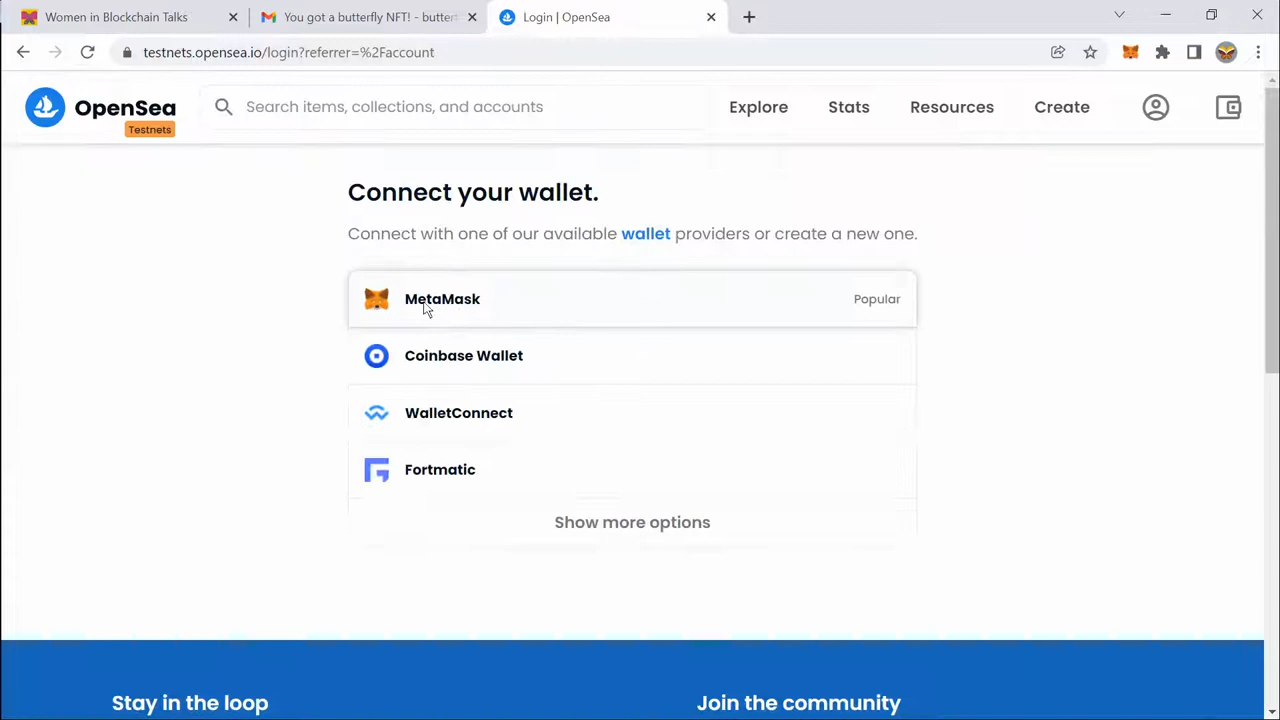 Women in Blockchain Talks
You got a butterfly NFT! - butterf
Login | OpenSea
testnets.opensea.io/login?referrer=%2Faccount
OpenSea
Testnets
Search items, collections, and accounts
Explore
Stats
Resources
Create
Connect your wallet.
Connect with one of our available wallet providers or create a new one.
MetaMask
Popular
Coinbase Wallet
WalletConnect
Fortmatic
Show more options
Stay in the loop
Join the community